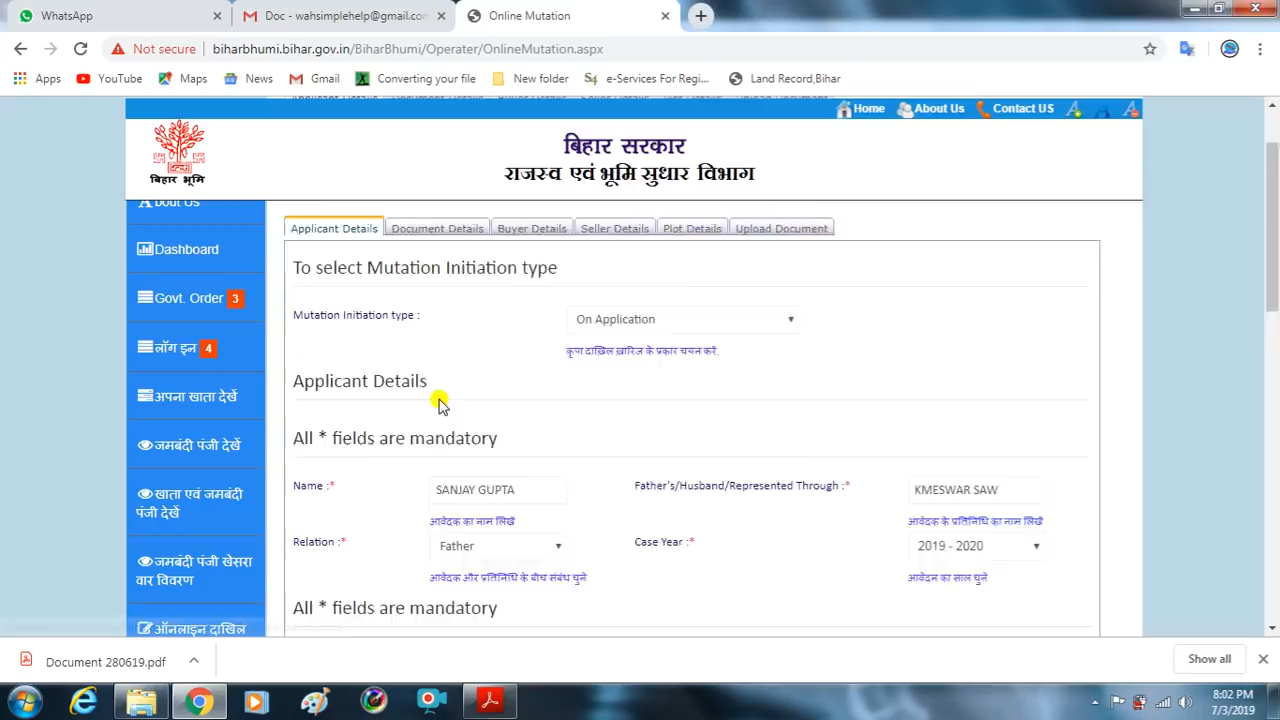 WhatsApp
Doc - wahsimplehelp@gmail.com
Online Mutation
Not secure
biharbhumi.bihar.gov.in/BiharBhumi/Operater/OnlineMutation.aspx
Apps
YouTube
Maps
News
Gmail
Converting your file
New folder
e-Services For Regi...
Land Record,Bihar
Home
About Us
Contact US
बिहार भूमि
बिहार सरकार
राजस्व एवं भूमि सुधार विभाग
About Us
Dashboard
Govt. Order 3
लॉग इन 4
अपना खाता देखें
जमबंदी पंजी देखें
खाता एवं जमबंदी
पंजी देखें
जमबंदी पंजी खेसरा
वार विवरण
ऑनलाइन दाखिल
Applicant Details
Document Details
Buyer Details
Seller Details
Plot Details
Upload Document
To select Mutation Initiation type
Mutation Initiation type :
On Application
कृपा दाख़िल ख़ारिज के प्रकार चयन करें.
Applicant Details
All * fields are mandatory
Name :*
SANJAY GUPTA
Father's/Husband/Represented Through :*
KMESWAR SAW
आवेदक का नाम लिखें
आवेदक के प्रतिनिधि का नाम लिखें
Relation :*
Father
Case Year :*
2019 - 2020
आवेदक और प्रतिनिधि के बीच संबंध चुने
आवेदन का साल चुने
All * fields are mandatory
Document 280619.pdf
Show all
8:02 PM
7/3/2019